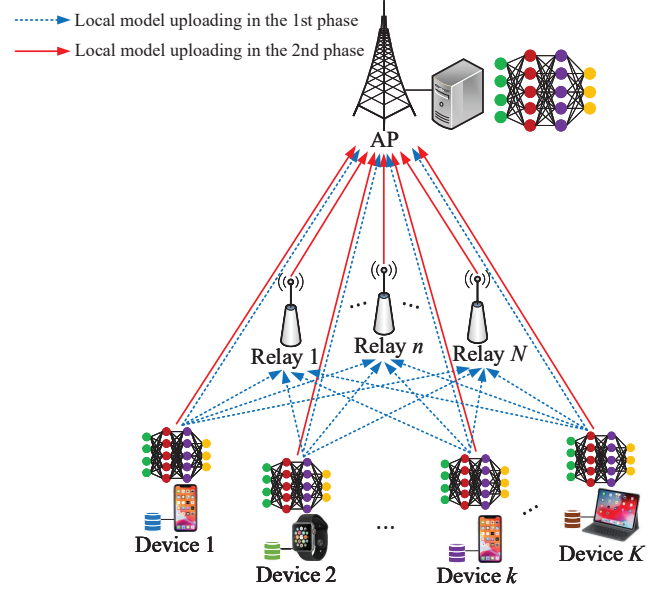 Local model uploading in the 1st phase
Local model uploading in the 2nd phase
AP
...
...
Relay 1
Relay n
Relay N
...
...
Device 1
Device 2
Device k
Device K